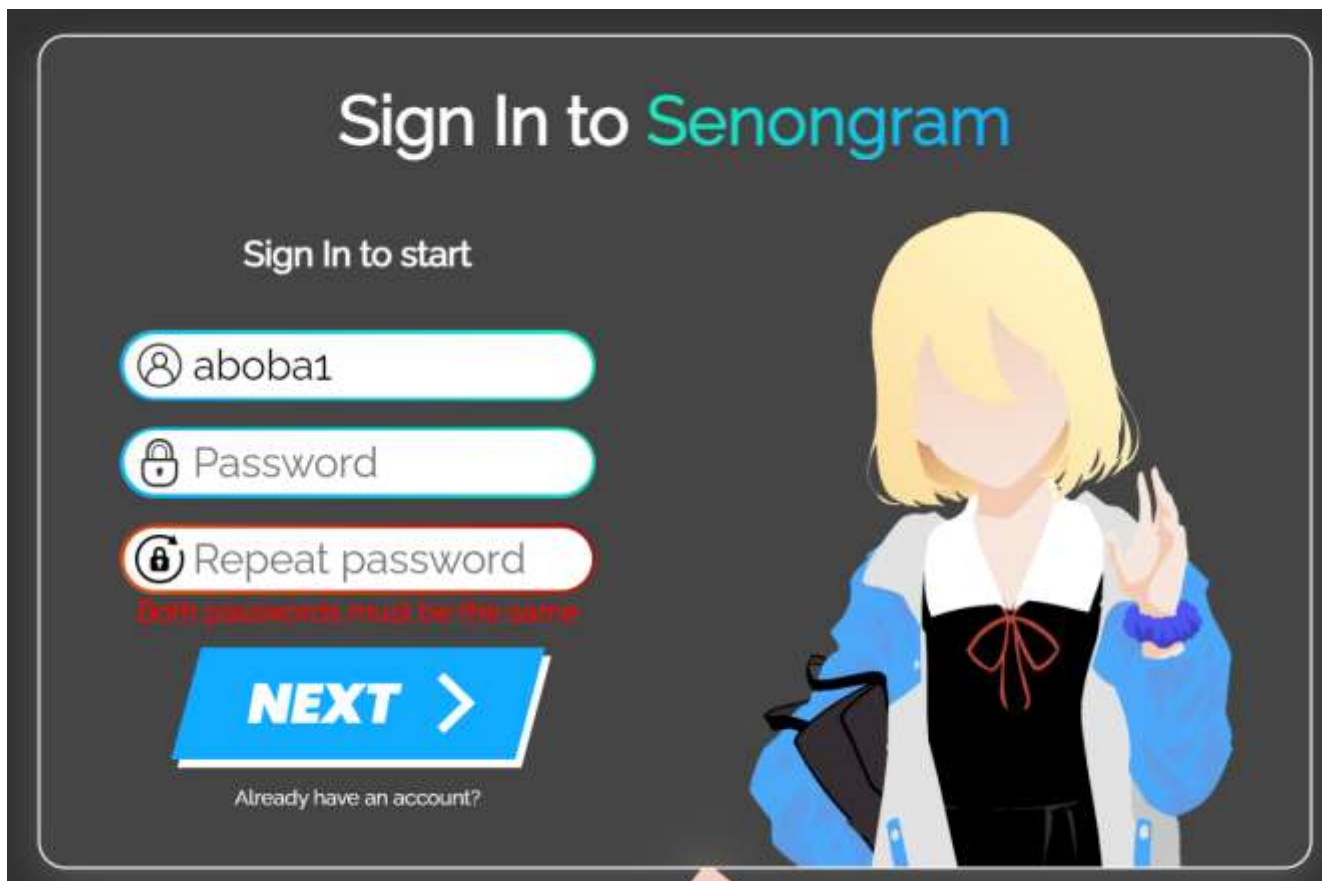 Sign In to Senongram
Sign In to start
aboba1
Password
Repeat password
Both passwords must be the same
NEXT
Already have an account?